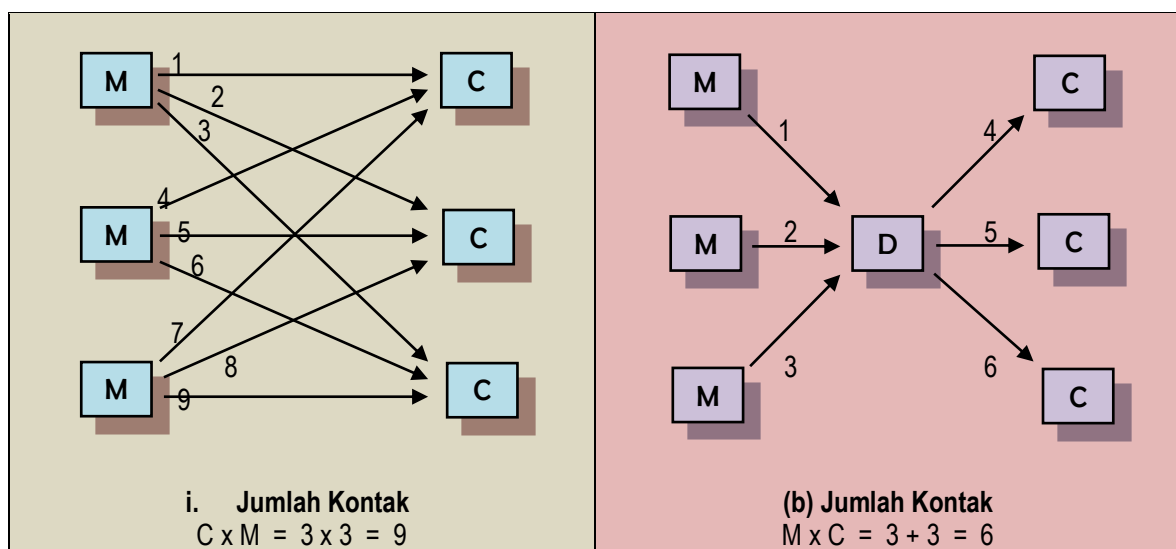 M
1
C
2
3
4
M
5
C
6
7
M
8
C
9
i. Jumlah Kontak
C x M = 3 x 3 = 9
M
C
1
4
M
2
D
5
C
3
6
M
C
(b) Jumlah Kontak
M x C = 3 + 3 = 6